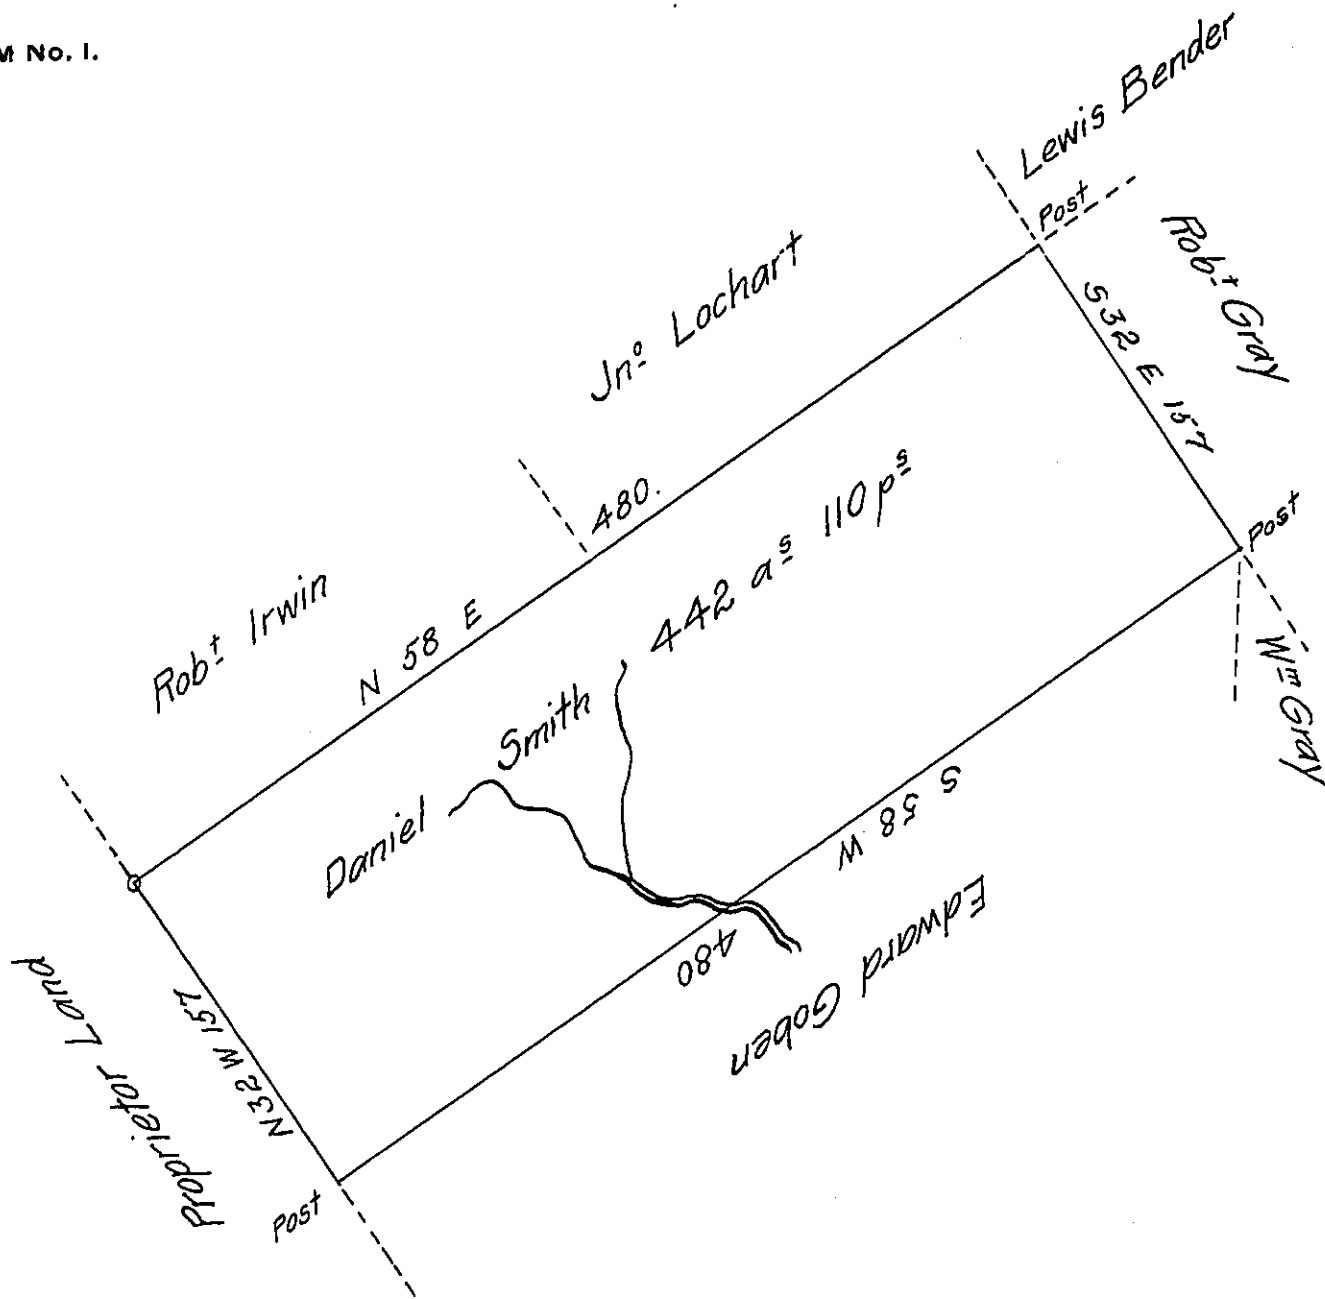 M No. 1.
Lewis Bender
Post
Robt Gray
Jno Lochart
S 32 E 157
480.
442 as 110 ps
Post
Robt Irwin
N 58 E
Wm Gray
Daniel Smith
S 58 W
480
Edward Goben
Proprietor Land
N 32 W 157
Post